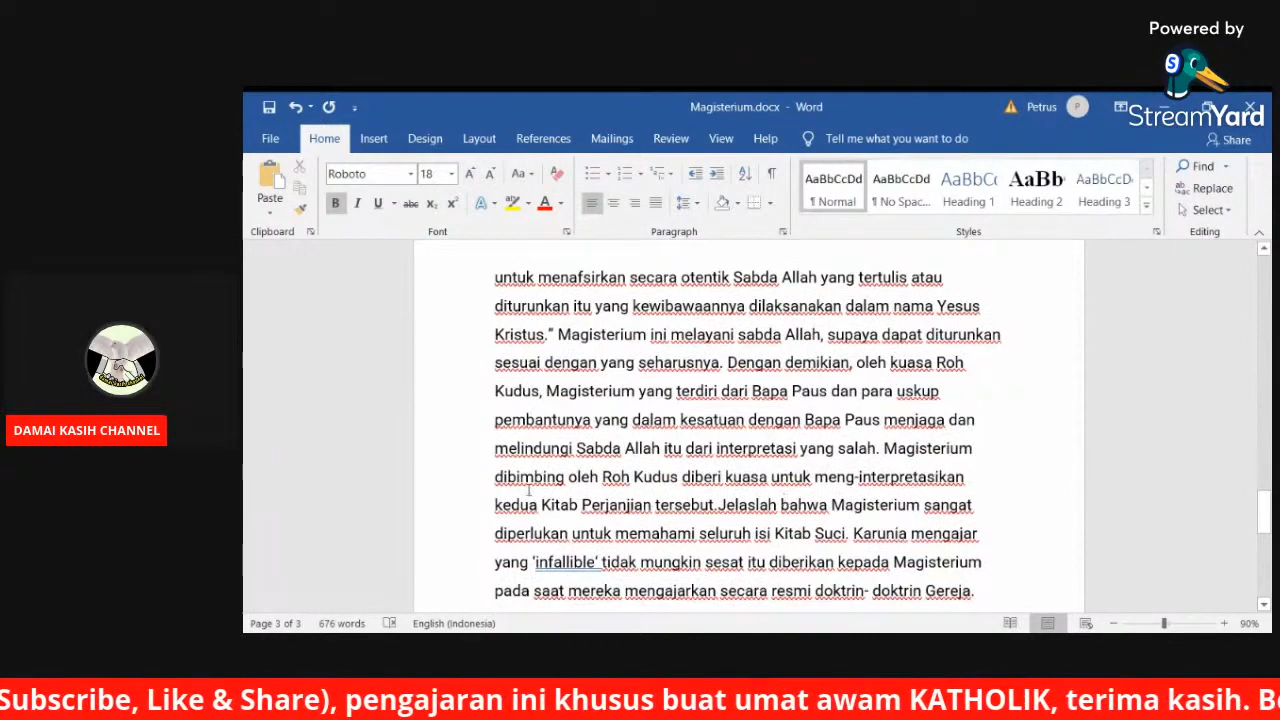 Powered by
StreamYard
Magisterium.docx - Word
Petrus
P
File
Home
Insert
Design
Layout
References
Mailings
Review
View
Help
Tell me what you want to do
Share
Paste
Clipboard
Roboto
18
Font
Paragraph
AaBbCcDd
¶ Normal
AaBbCcDd
¶ No Spac...
AaBbC
Heading 1
AaBb
Heading 2
AaBbCcD
Heading 3
Styles
Find
Replace
Select
Editing
untuk menafsirkan secara otentik Sabda Allah yang tertulis atau
diturunkan itu yang kewibawaannya dilaksanakan dalam nama Yesus
Kristus.” Magisterium ini melayani sabda Allah, supaya dapat diturunkan
sesuai dengan yang seharusnya. Dengan demikian, oleh kuasa Roh
Kudus, Magisterium yang terdiri dari Bapa Paus dan para uskup
pembantunya yang dalam kesatuan dengan Bapa Paus menjaga dan
melindungi Sabda Allah itu dari interpretasi yang salah. Magisterium
dibimbing oleh Roh Kudus diberi kuasa untuk meng-interpretasikan
kedua Kitab Perjanjian tersebut.Jelaslah bahwa Magisterium sangat
diperlukan untuk memahami seluruh isi Kitab Suci. Karunia mengajar
yang ‘infallible‘ tidak mungkin sesat itu diberikan kepada Magisterium
pada saat mereka mengajarkan secara resmi doktrin- doktrin Gereja.
DAMAI KASIH CHANNEL
Page 3 of 3
676 words
English (Indonesia)
90%
Subscribe, Like & Share), pengajaran ini khusus buat umat awam KATHOLIK, terima kasih. Ba